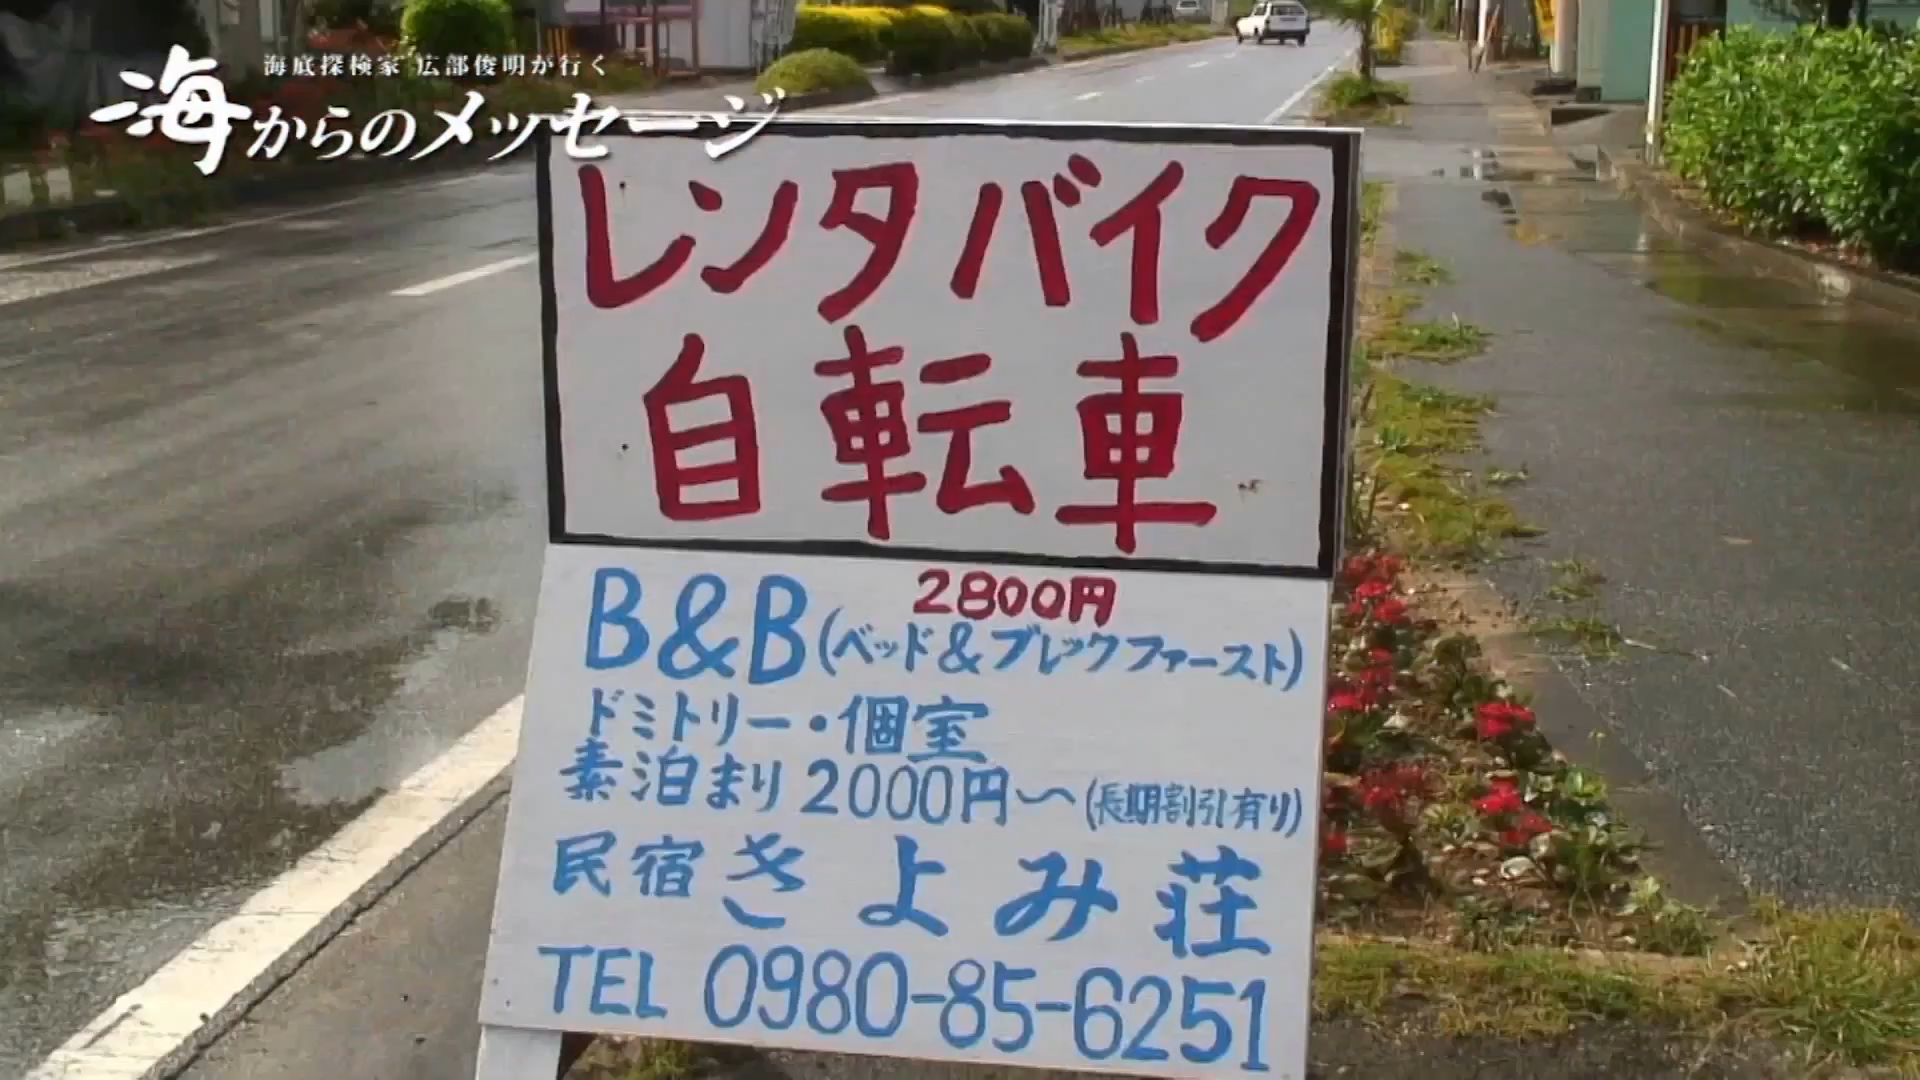 海底探検家 広部俊明が行く
海からのメッセージ
レンタバイク
自転車
2800円
B&B(ベッド&ブレックファースト)
ドミトリー・個室
素泊まり2000円～(長期割引有り)
民宿きよみ荘
TEL 0980-85-6251